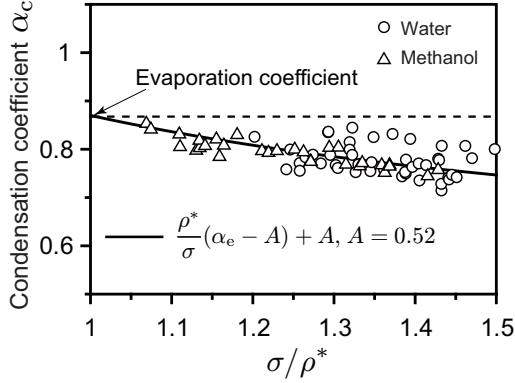 Condensation coefficient α_c
1
0.8
0.6
Water
Methanol
Evaporation coefficient
ρ*/σ (α_e − A) + A, A = 0.52
1 1.1 1.2 1.3 1.4 1.5
σ/ρ*